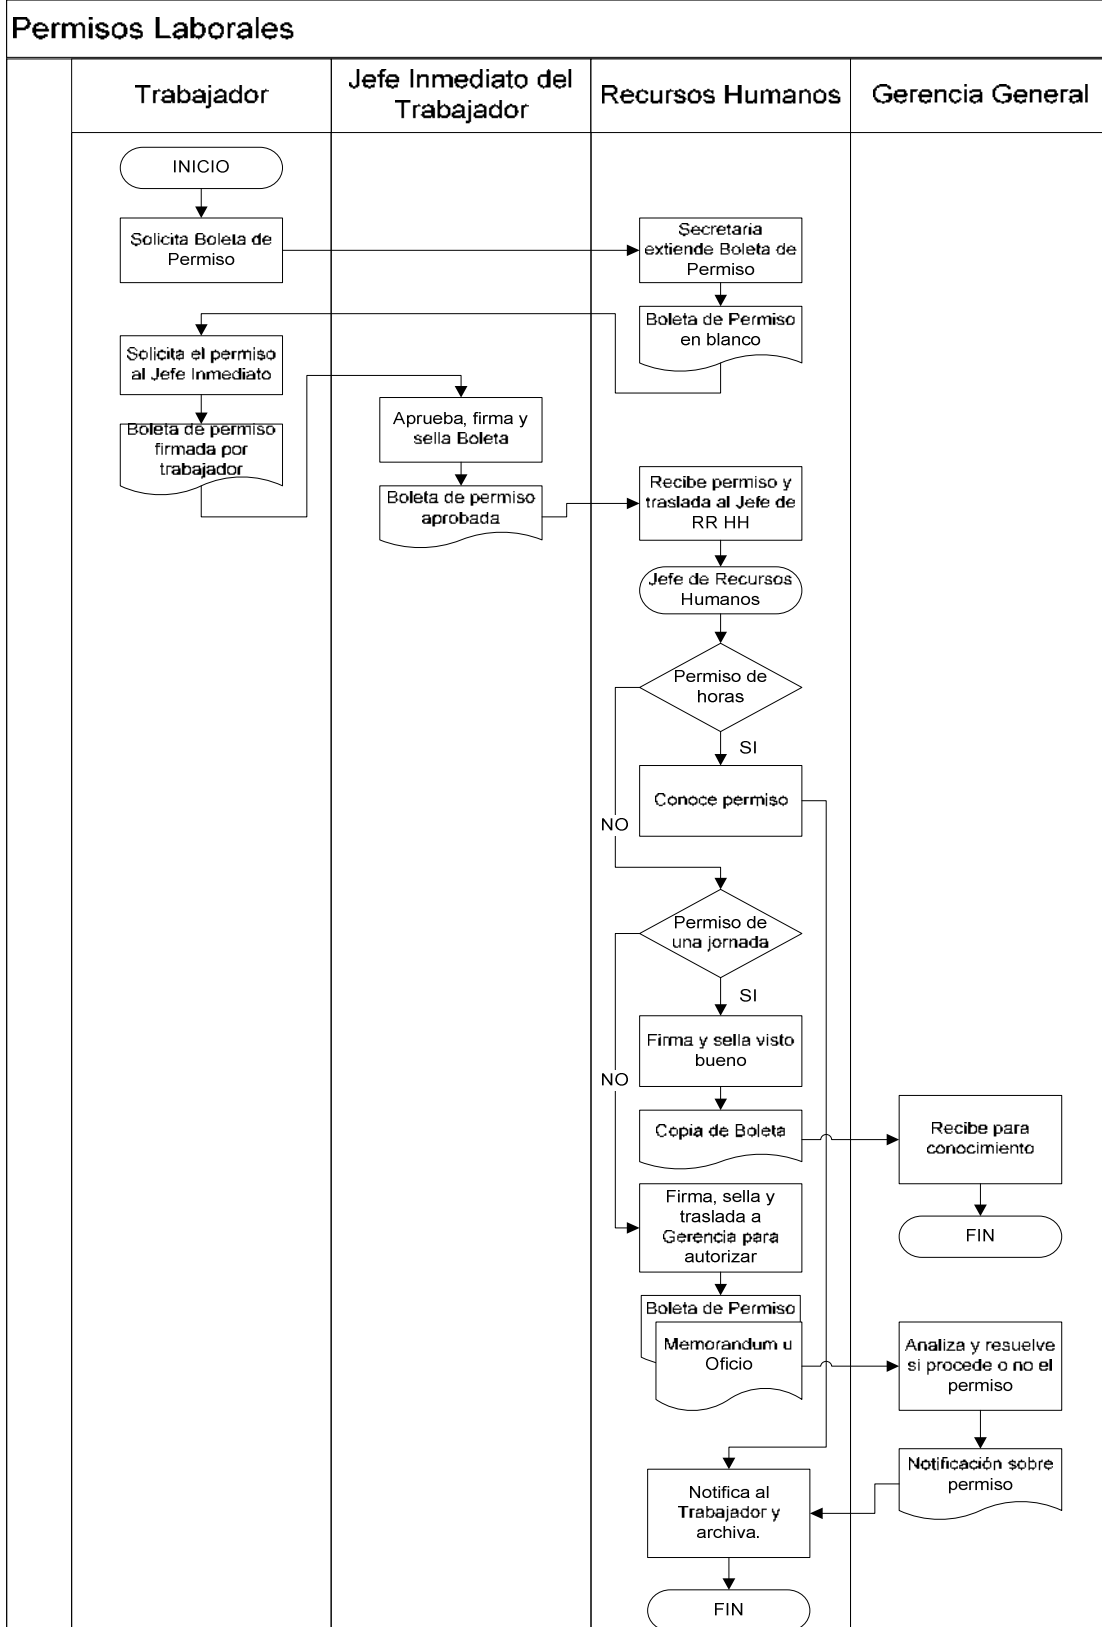 Permisos Laborales
Trabajador
Jefe Inmediato del
Trabajador
Recursos Humanos
Gerencia General
INICIO
Solicita Boleta de
Permiso
Secretaria
extiende Boleta de
Permiso
Boleta de Permiso
en blanco
Solicita el permiso
al Jefe Inmediato
Boleta de permiso
firmada por
trabajador
Aprueba, firma y
sella Boleta
Boleta de permiso
aprobada
Recibe permiso y
traslada al Jefe de
RR HH
Jefe de Recursos
Humanos
Permiso de
horas
SI
Conoce permiso
NO
Permiso de
una jornada
SI
Firma y sella visto
bueno
NO
Copia de Boleta
Recibe para
conocimiento
FIN
Firma, sella y
traslada a
Gerencia para
autorizar
Boleta de Permiso
Memorandum u
Oficio
Analiza y resuelve
si procede o no el
permiso
Notificación sobre
permiso
Notifica al
Trabajador y
archiva.
FIN